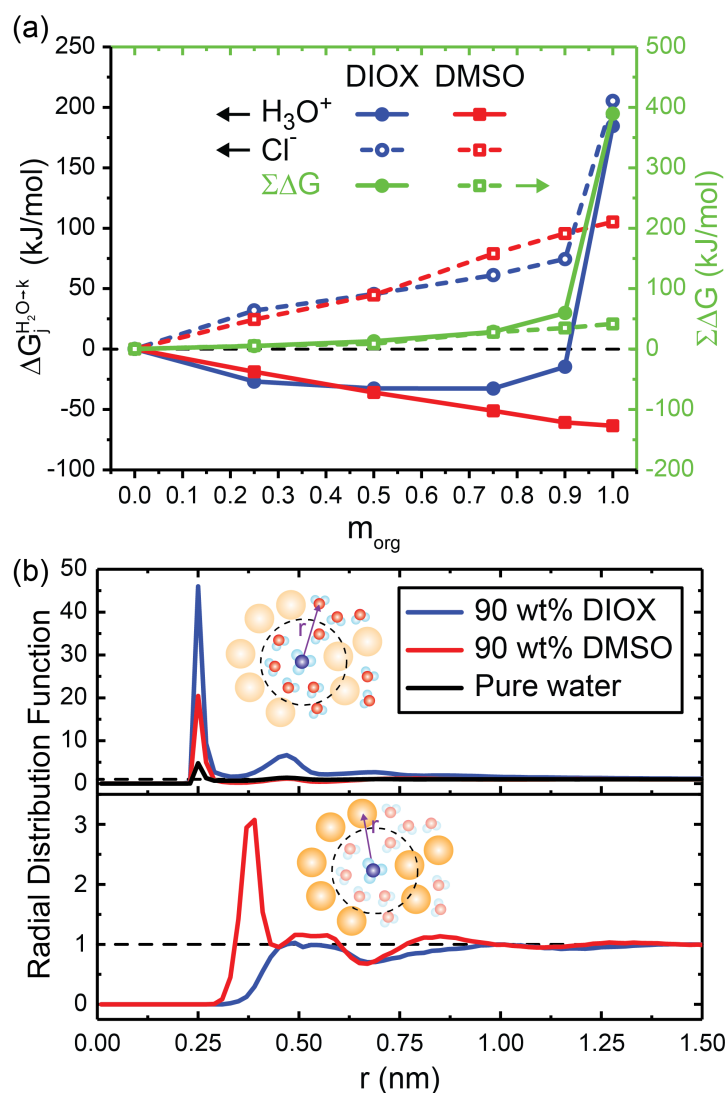 (a)
250
200
150
100
50
0
-50
-100
ΔG_j^{H₂O→k} (kJ/mol)
500
400
300
200
100
0
-100
-200
ΣΔG (kJ/mol)
DIOX DMSO
H₃O⁺
Cl⁻
ΣΔG
0.0 0.1 0.2 0.3 0.4 0.5 0.6 0.7 0.8 0.9 1.0
m_org
(b)
50
40
30
20
10
0
r
90 wt% DIOX
90 wt% DMSO
Pure water
Radial Distribution Function
3
2
1
0
r
0.00 0.25 0.50 0.75 1.00 1.25 1.50
r (nm)